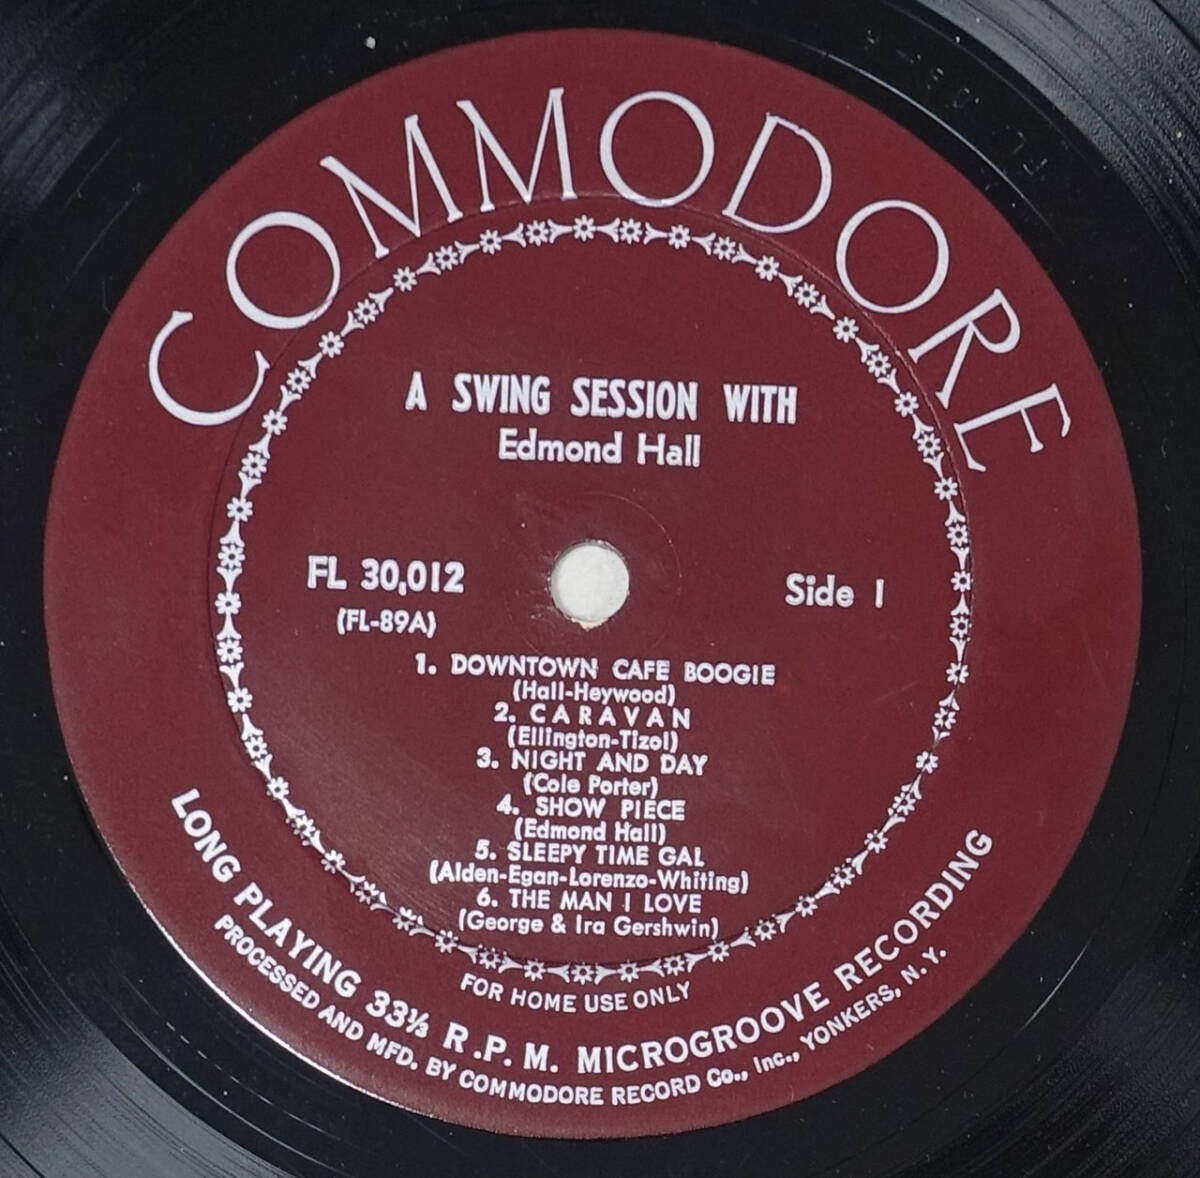 COMMODORE
A SWING SESSION WITH
Edmond Hall
FL 30,012
Side 1
(FL-89A)
1. DOWNTOWN CAFE BOOGIE
(Hall-Heywood)
2. CARAVAN
(Ellington-Tizol)
3. NIGHT AND DAY
(Cole Porter)
4. SHOW PIECE
(Edmond Hall)
5. SLEEPY TIME GAL
(Alden-Egan-Lorenzo-Whiting)
6. THE MAN I LOVE
(George & Ira Gershwin)
FOR HOME USE ONLY
LONG PLAYING 33⅓ R.P.M. MICROGROOVE RECORDING
PROCESSED AND MFD. BY COMMODORE RECORD Co., Inc., YONKERS, N.Y.